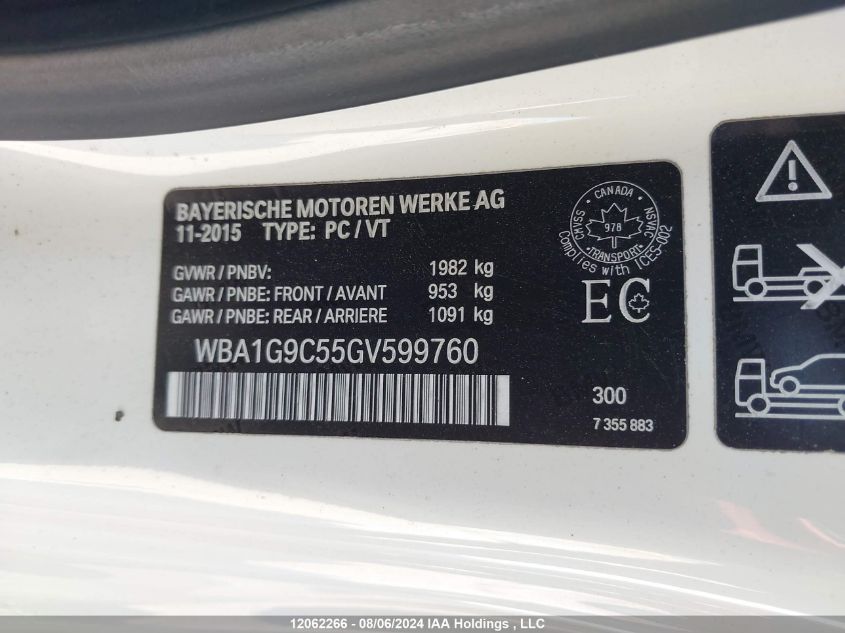 BAYERISCHE MOTOREN WERKE AG
11-2015 TYPE: PC / VT
GVWR / PNBV: 1982 kg
GAWR / PNBE: FRONT / AVANT 953 kg
GAWR / PNBE: REAR / ARRIERE 1091 kg
WBA1G9C55GV599760
CANADA
CMVSS
NSVAC
978
TRANSPORT
Complies with ICES-002
EC
300
7 355 883
12062266 - 08/06/2024 IAA Holdings , LLC